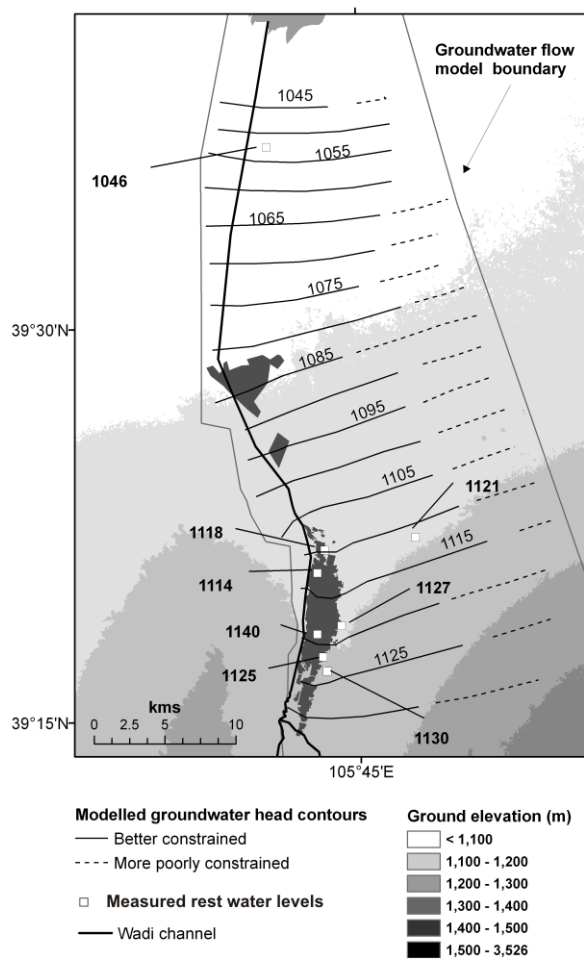 Groundwater flow
model boundary
1045
1055
1046
1065
1075
39°30'N
1085
1095
1105
1121
1118
1115
1114
1127
1140
1125
1125
kms
1130
39°15'N
0 2.5 5 10
105°45'E
Modelled groundwater head contours
Better constrained
More poorly constrained
Measured rest water levels
Wadi channel
Ground elevation (m)
< 1,100
1,100 - 1,200
1,200 - 1,300
1,300 - 1,400
1,400 - 1,500
1,500 - 3,526